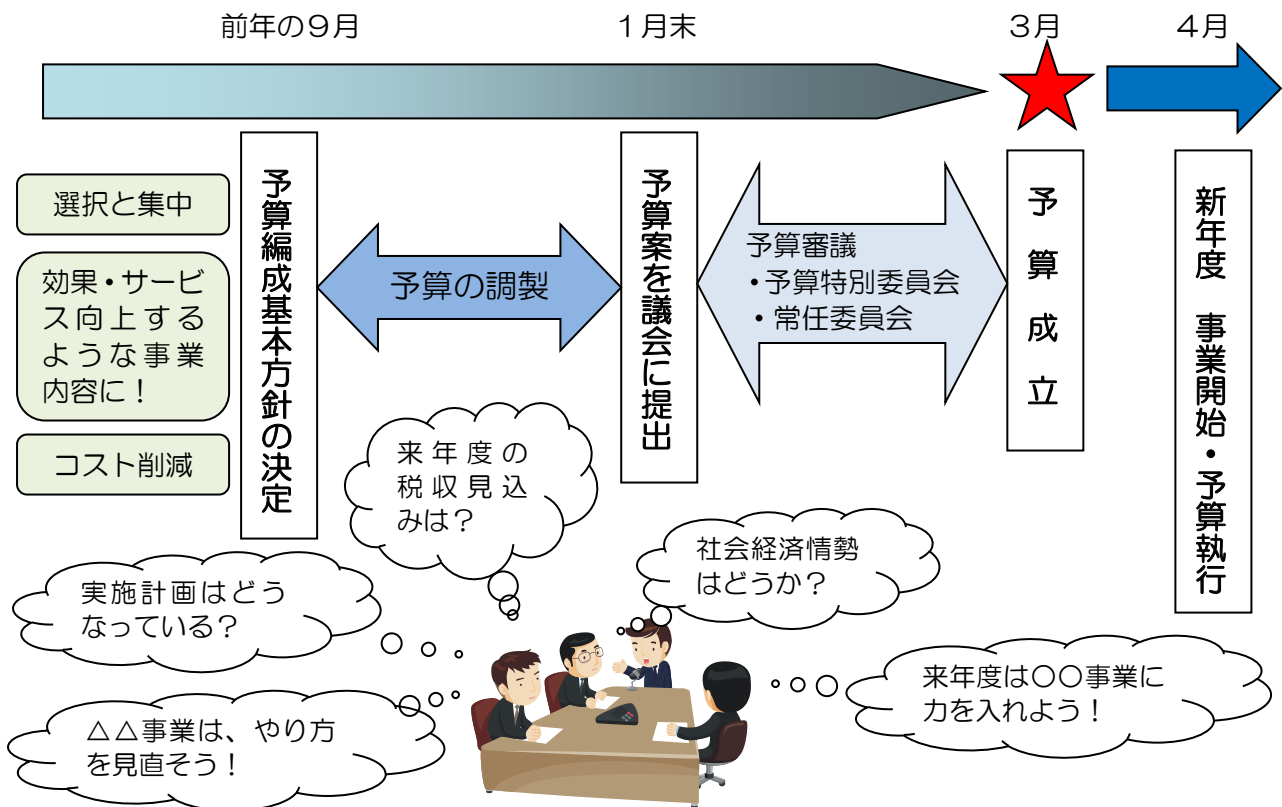 前年の9月
1月末
3月
4月
選択と集中
効果・サービ
ス向上する
ような事業
内容に!
コスト削減
予算編成基本方針の決定
予算の調製
予算案を議会に提出
予算審議
・予算特別委員会
・常任委員会
予算成立
新年度 事業開始・予算執行
来年度の
税収見込
みは?
社会経済情勢
はどうか?
実施計画はどう
なっている?
△△事業は、やり方
を見直そう!
来年度は〇〇事業に
力を入れよう!